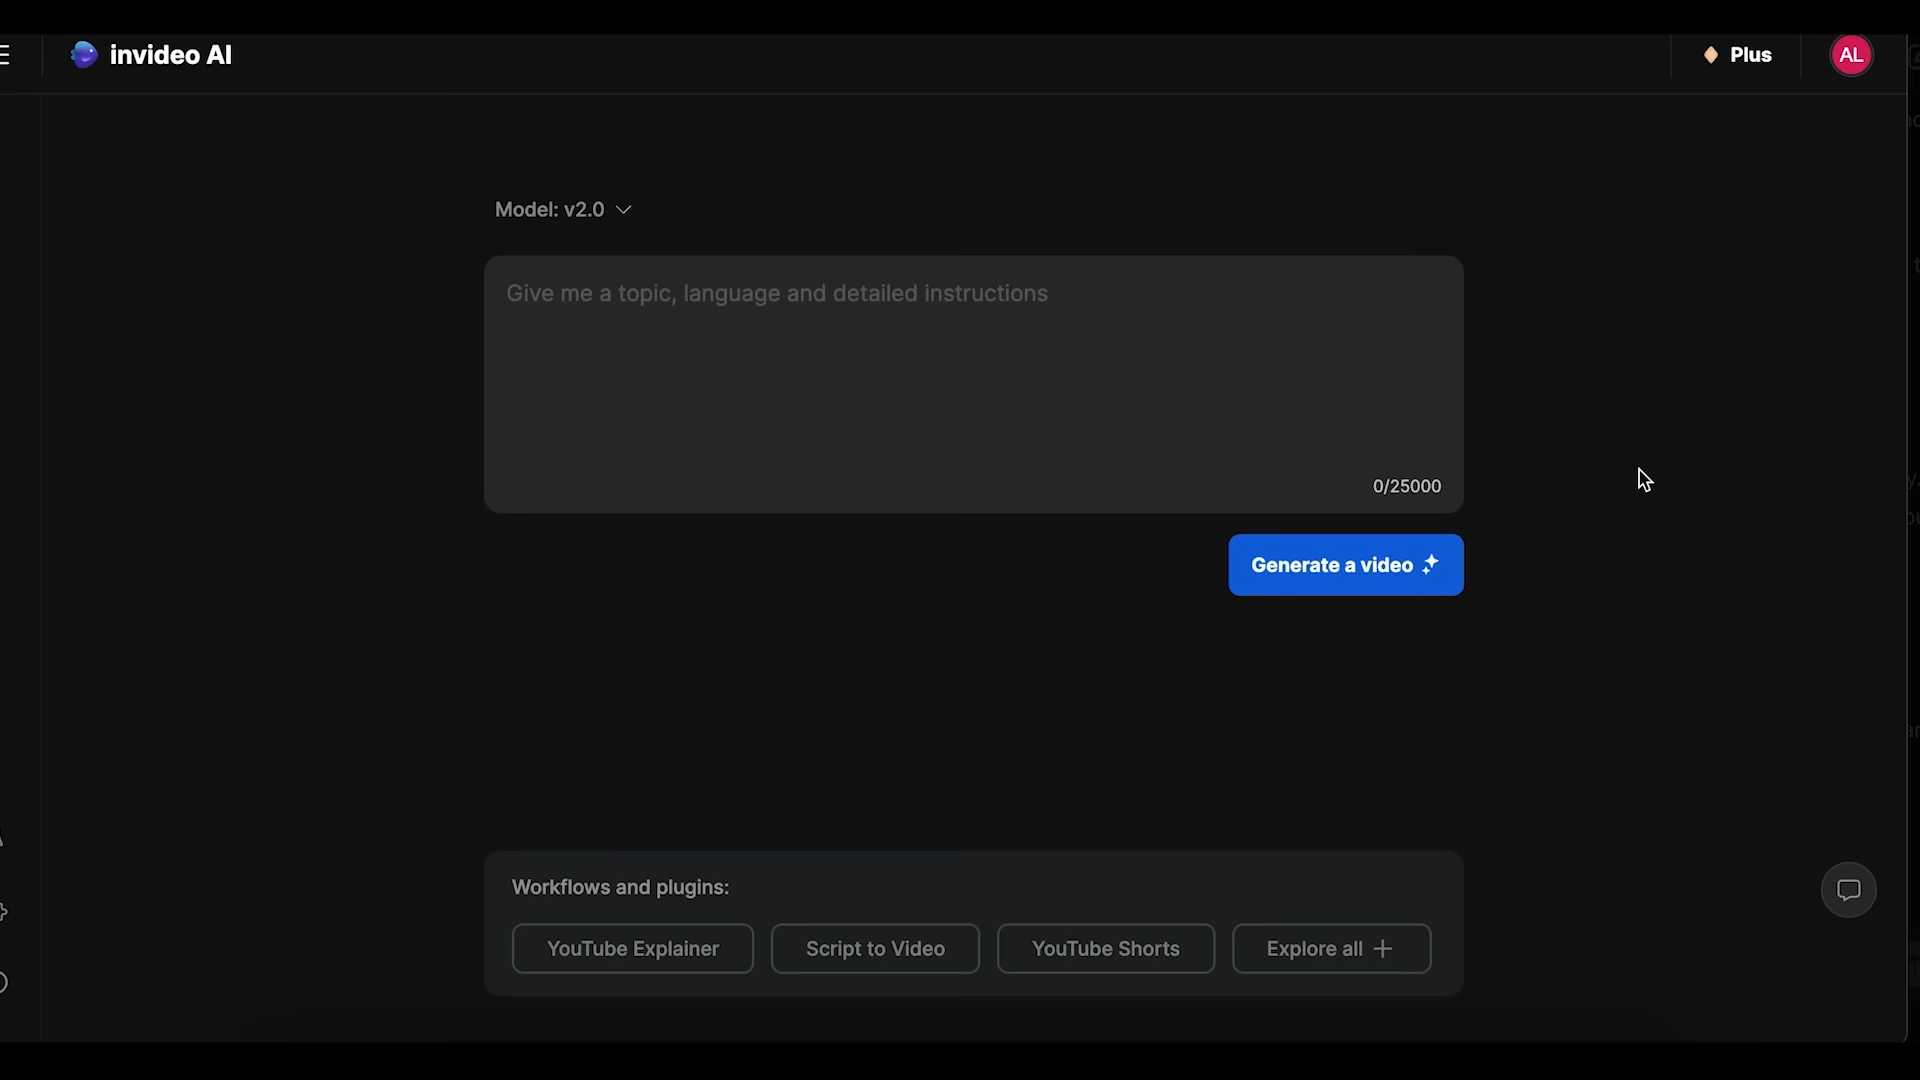 invideo AI
Plus
AL
Model: v2.0
Give me a topic, language and detailed instructions
0/25000
Generate a video
Workflows and plugins:
YouTube Explainer
Script to Video
YouTube Shorts
Explore all +